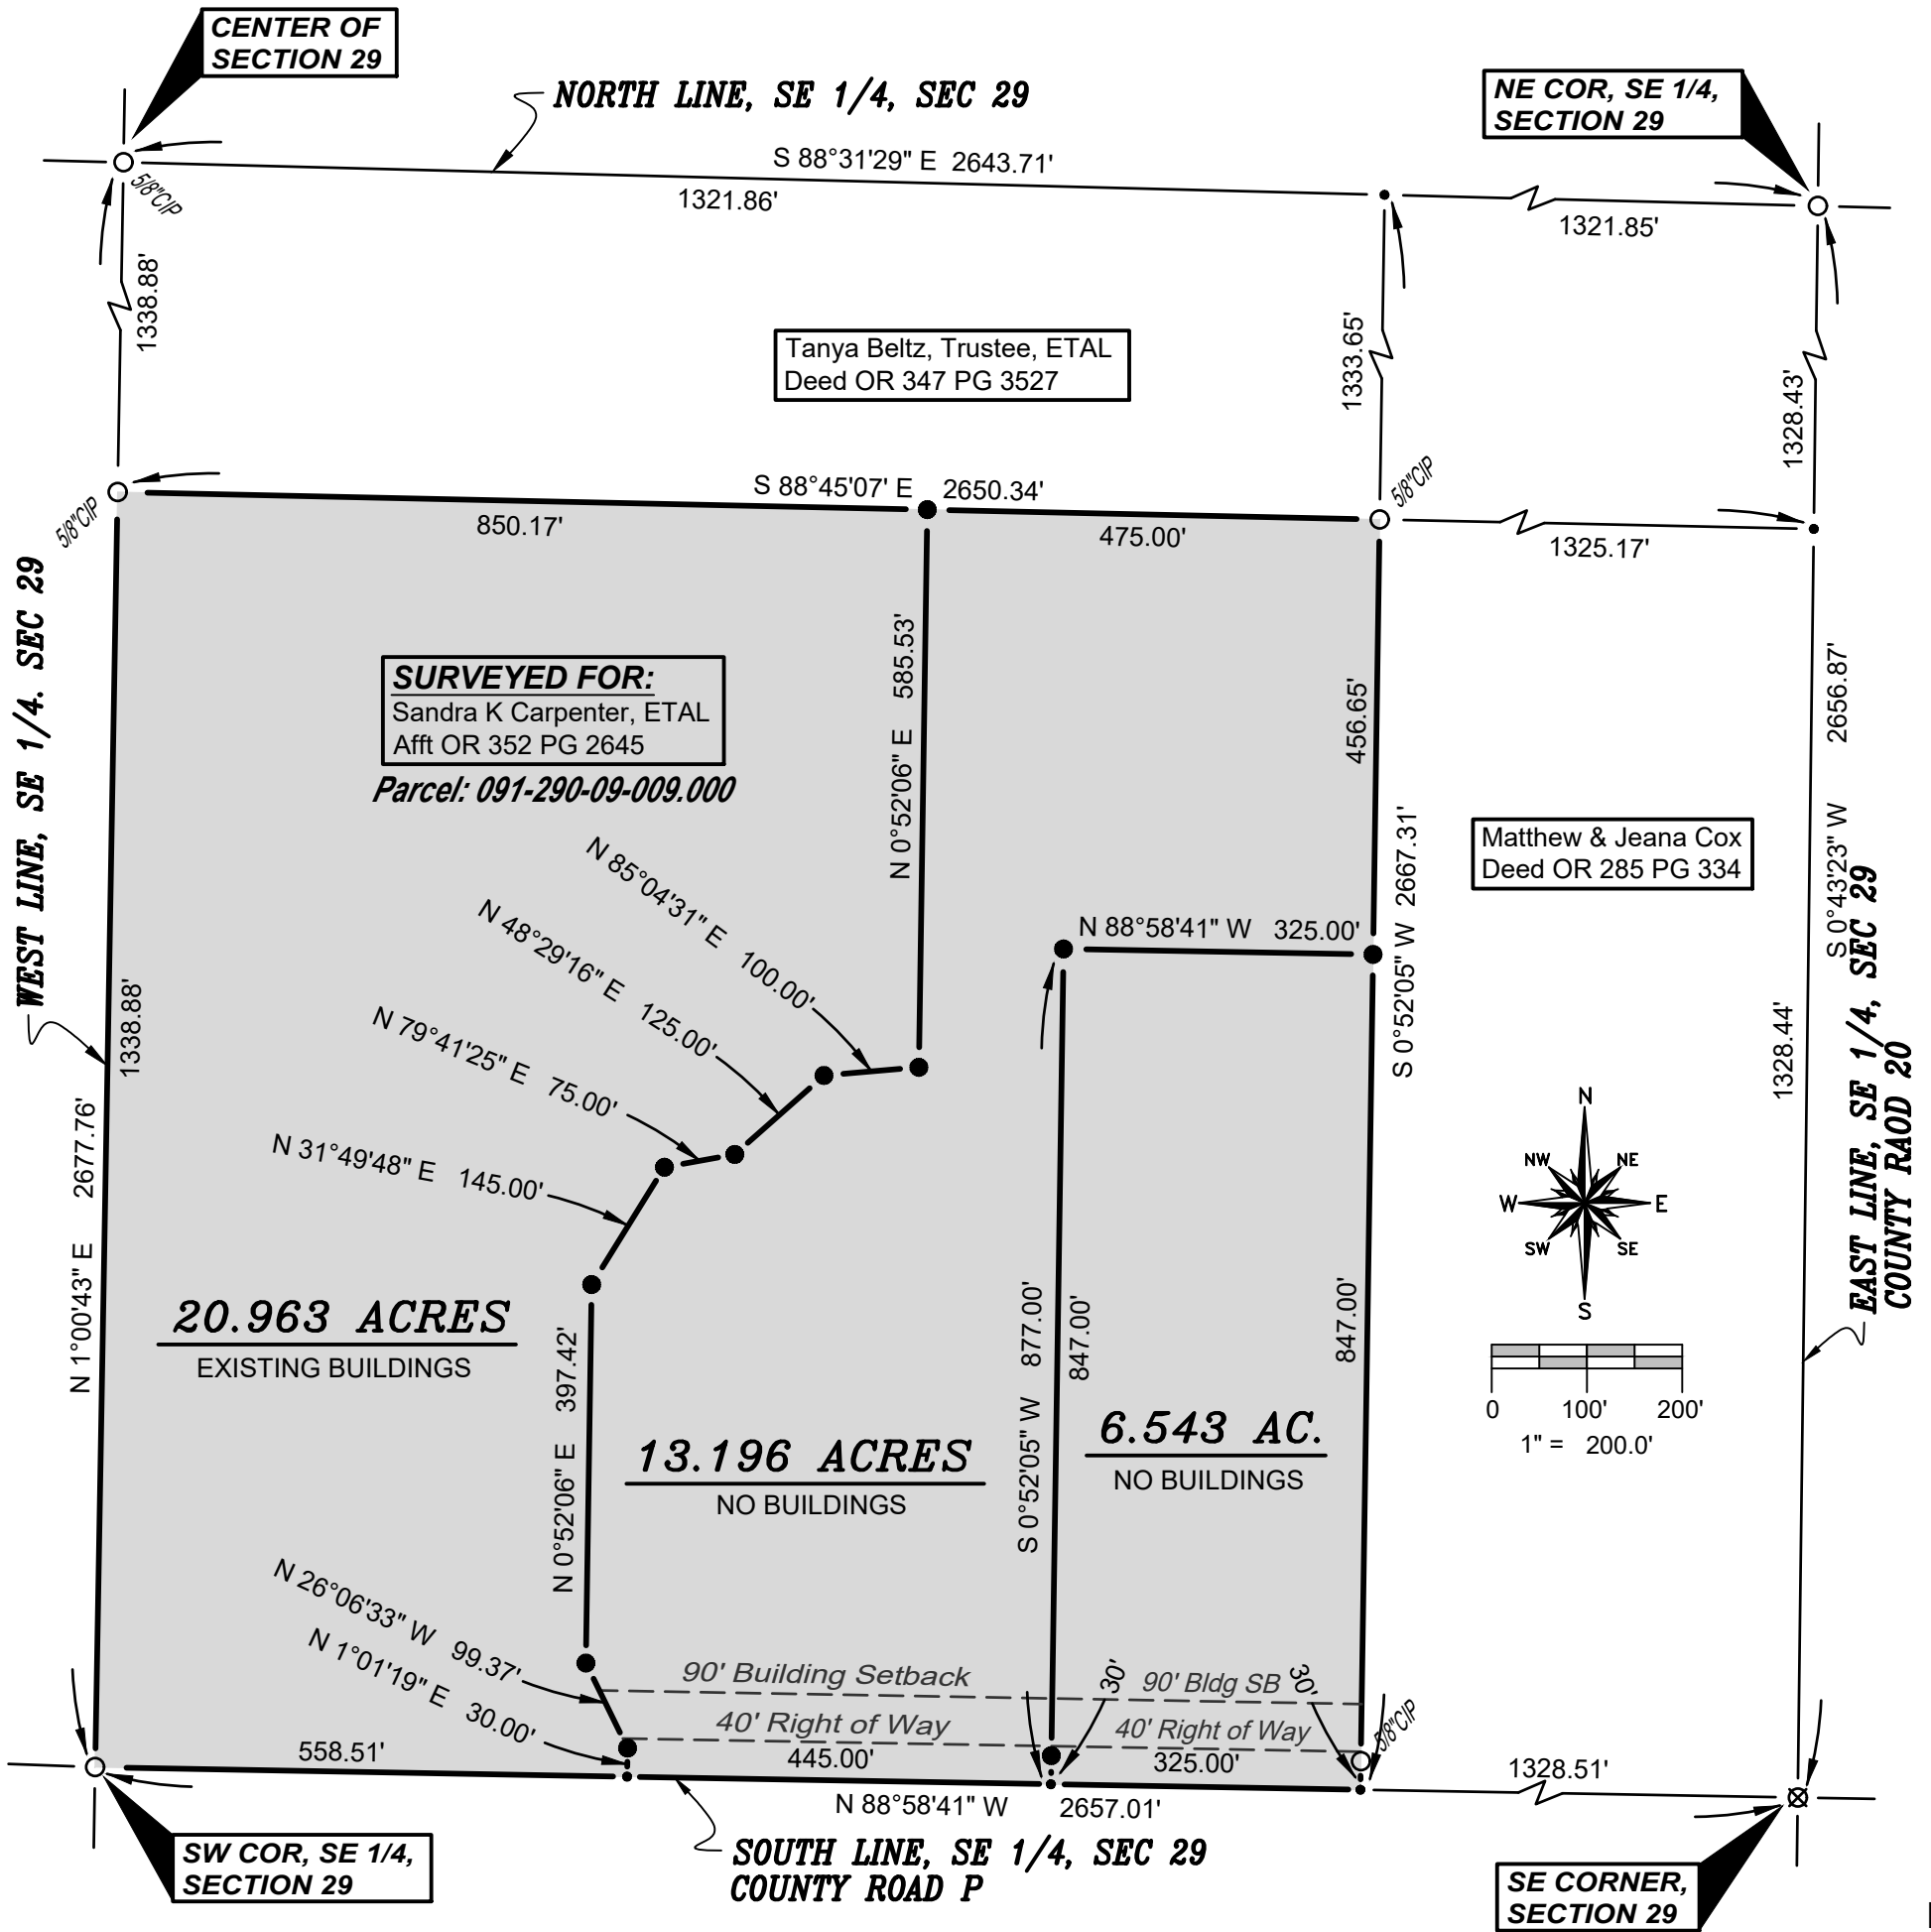 CENTER OF
SECTION 29
NORTH LINE, SE 1/4, SEC 29
NE COR, SE 1/4,
SECTION 29
S 88°31'29" E 2643.71'
1321.86'
1321.85'
5/8"CIP
1338.88'
1333.65'
1328.43'
Tanya Beltz, Trustee, ETAL
Deed OR 347 PG 3527
S 88°45'07' E 2650.34'
850.17'
475.00'
1325.17'
5/8"CIP
5/8"CIP
WEST LINE, SE 1/4. SEC 29
SURVEYED FOR:
Sandra K Carpenter, ETAL
Afft OR 352 PG 2645
Parcel: 091-290-09-009.000
N 0°52'06" E 585.53'
456.65'
S 0°52'05" W 2667.31'
Matthew & Jeana Cox
Deed OR 285 PG 334
S 0°43'23" W 2656.87'
N 85°04'31" E 100.00'
N 48°29'16" E 125.00'
N 79°41'25" E 75.00'
N 31°49'48" E 145.00'
N 88°58'41" W 325.00'
1338.88'
N 1°00'43" E 2677.76'
1328.44'
EAST LINE, SE 1/4, SEC 29
COUNTY RAOD 20
N
NW
NE
W
E
SW
SE
S
0 100' 200'
1" = 200.0'
20.963 ACRES
EXISTING BUILDINGS
N 0°52'06" E 397.42'
13.196 ACRES
NO BUILDINGS
S 0°52'05" W 877.00'
847.00'
6.543 AC.
NO BUILDINGS
847.00'
N 26°06'33" W 99.37'
N 1°01'19" E 30.00'
90' Building Setback
90' Bldg SB
40' Right of Way
40' Right of Way
30'
30'
5/8"CIP
558.51'
445.00'
325.00'
1328.51'
N 88°58'41" W 2657.01'
SW COR, SE 1/4,
SECTION 29
SOUTH LINE, SE 1/4, SEC 29
COUNTY ROAD P
SE CORNER,
SECTION 29